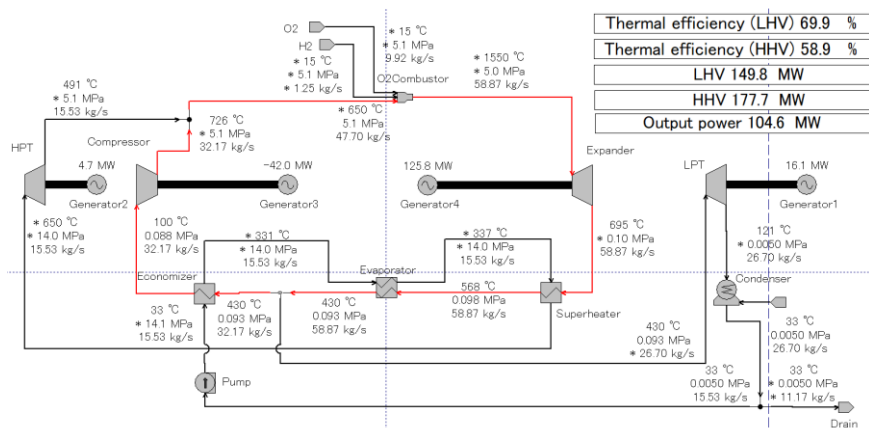 Thermal efficiency (LHV) 69.9 %
Thermal efficiency (HHV) 58.9 %
LHV 149.8 MW
HHV 177.7 MW
Output power 104.6 MW
O2
H2
* 15 ℃
* 5.1 MPa
9.92 kg/s
* 15 ℃
* 5.1 MPa
* 1.25 kg/s
O2Combustor
* 1550 ℃
* 5.0 MPa
58.87 kg/s
491 ℃
* 5.1 MPa
15.53 kg/s
726 ℃
* 5.1 MPa
32.17 kg/s
* 650 ℃
5.1 MPa
47.70 kg/s
HPT
Compressor
Expander
LPT
4.7 MW
Generator2
-42.0 MW
Generator3
125.8 MW
Generator4
16.1 MW
Generator1
* 650 ℃
* 14.0 MPa
15.53 kg/s
100 ℃
0.088 MPa
32.17 kg/s
* 331 ℃
* 14.0 MPa
15.53 kg/s
* 337 ℃
* 14.0 MPa
15.53 kg/s
695 ℃
* 0.10 MPa
58.87 kg/s
121 ℃
* 0.0050 MPa
26.70 kg/s
Economizer
Evaporator
Superheater
Condenser
33 ℃
* 14.1 MPa
15.53 kg/s
430 ℃
0.093 MPa
32.17 kg/s
430 ℃
0.093 MPa
58.87 kg/s
568 ℃
0.098 MPa
58.87 kg/s
430 ℃
0.093 MPa
* 26.70 kg/s
33 ℃
0.0050 MPa
26.70 kg/s
Pump
33 ℃
0.0050 MPa
15.53 kg/s
33 ℃
* 0.0050 MPa
* 11.17 kg/s
Drain